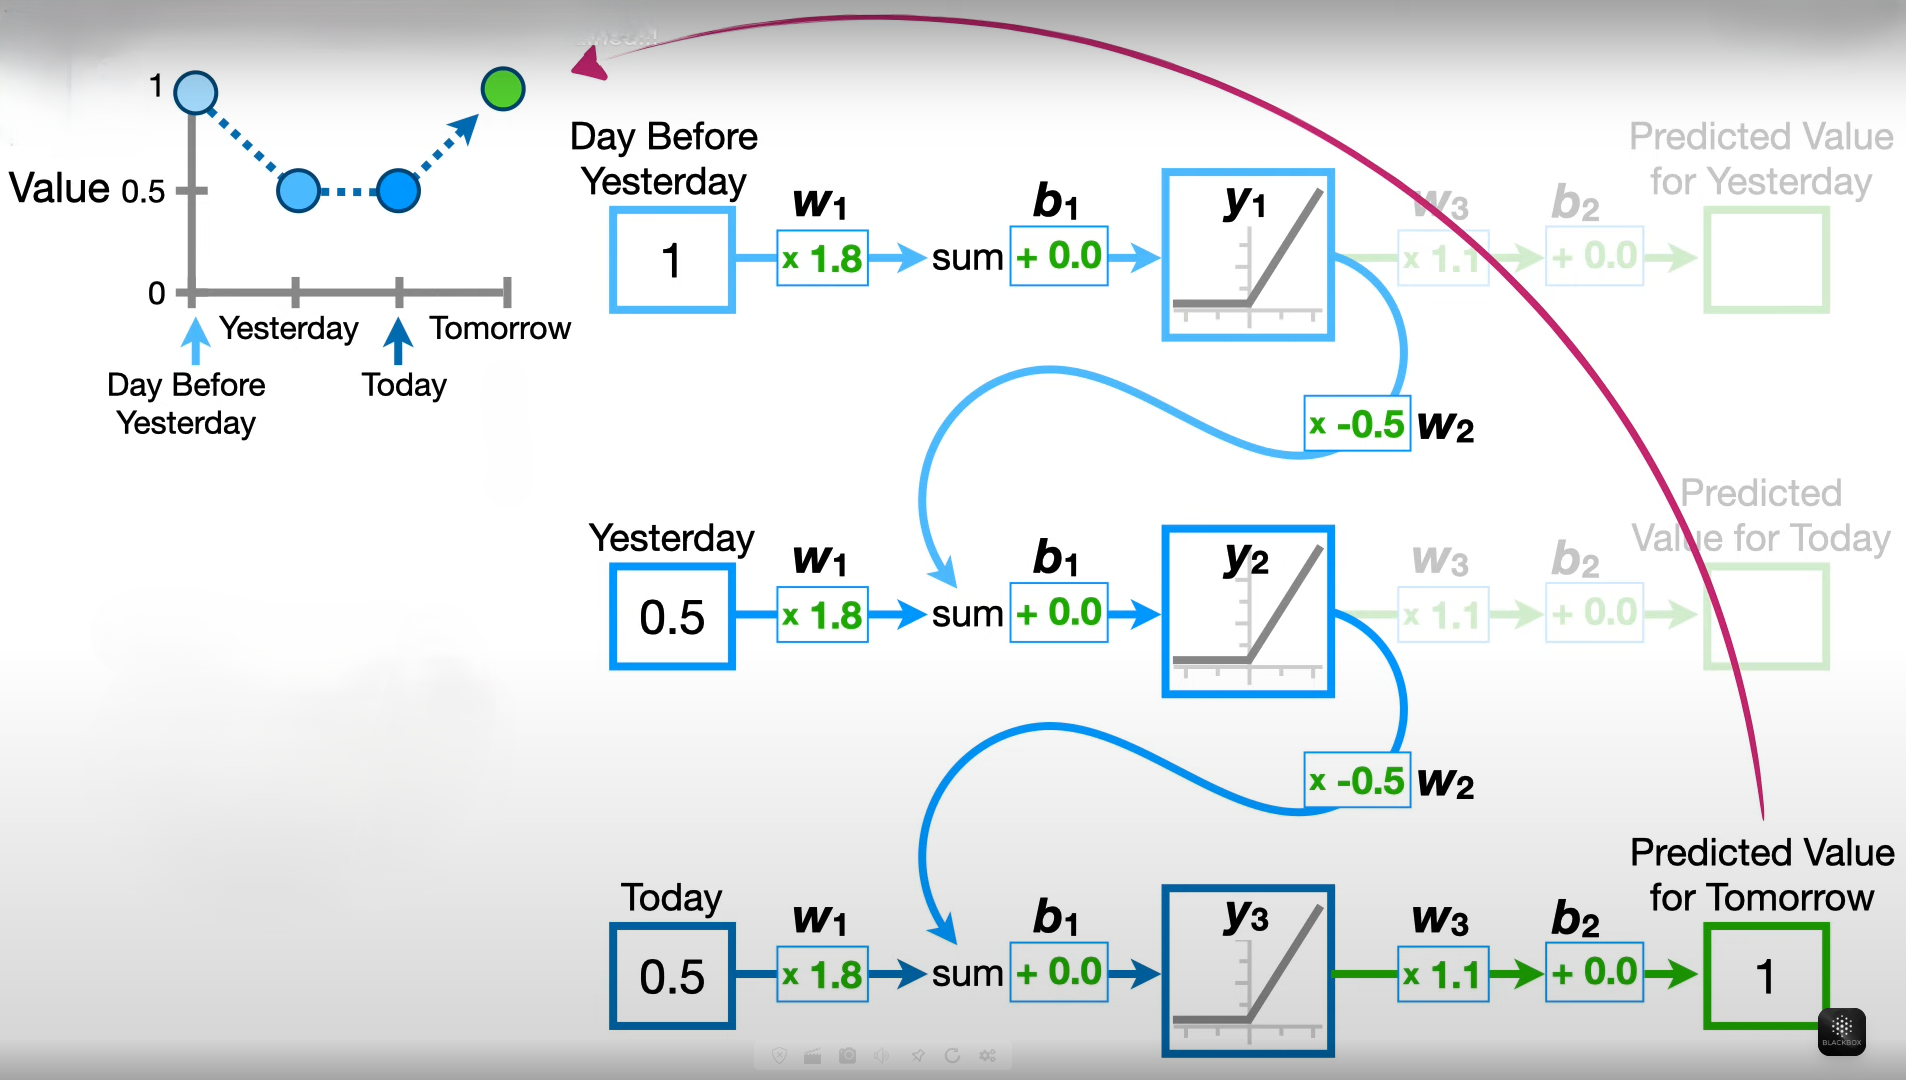 1
Value 0.5
0
Yesterday
Tomorrow
Day Before
Yesterday
Today
Day Before
Yesterday
1
w1
x 1.8
sum
b1
+ 0.0
y1
w3
x 1.1
b2
+ 0.0
Predicted Value
for Yesterday
x -0.5 w2
Yesterday
0.5
w1
x 1.8
sum
b1
+ 0.0
y2
w3
x 1.1
b2
+ 0.0
Predicted
Value for Today
x -0.5 w2
Today
0.5
w1
x 1.8
sum
b1
+ 0.0
y3
w3
x 1.1
b2
+ 0.0
Predicted Value
for Tomorrow
1
BLACKBOX